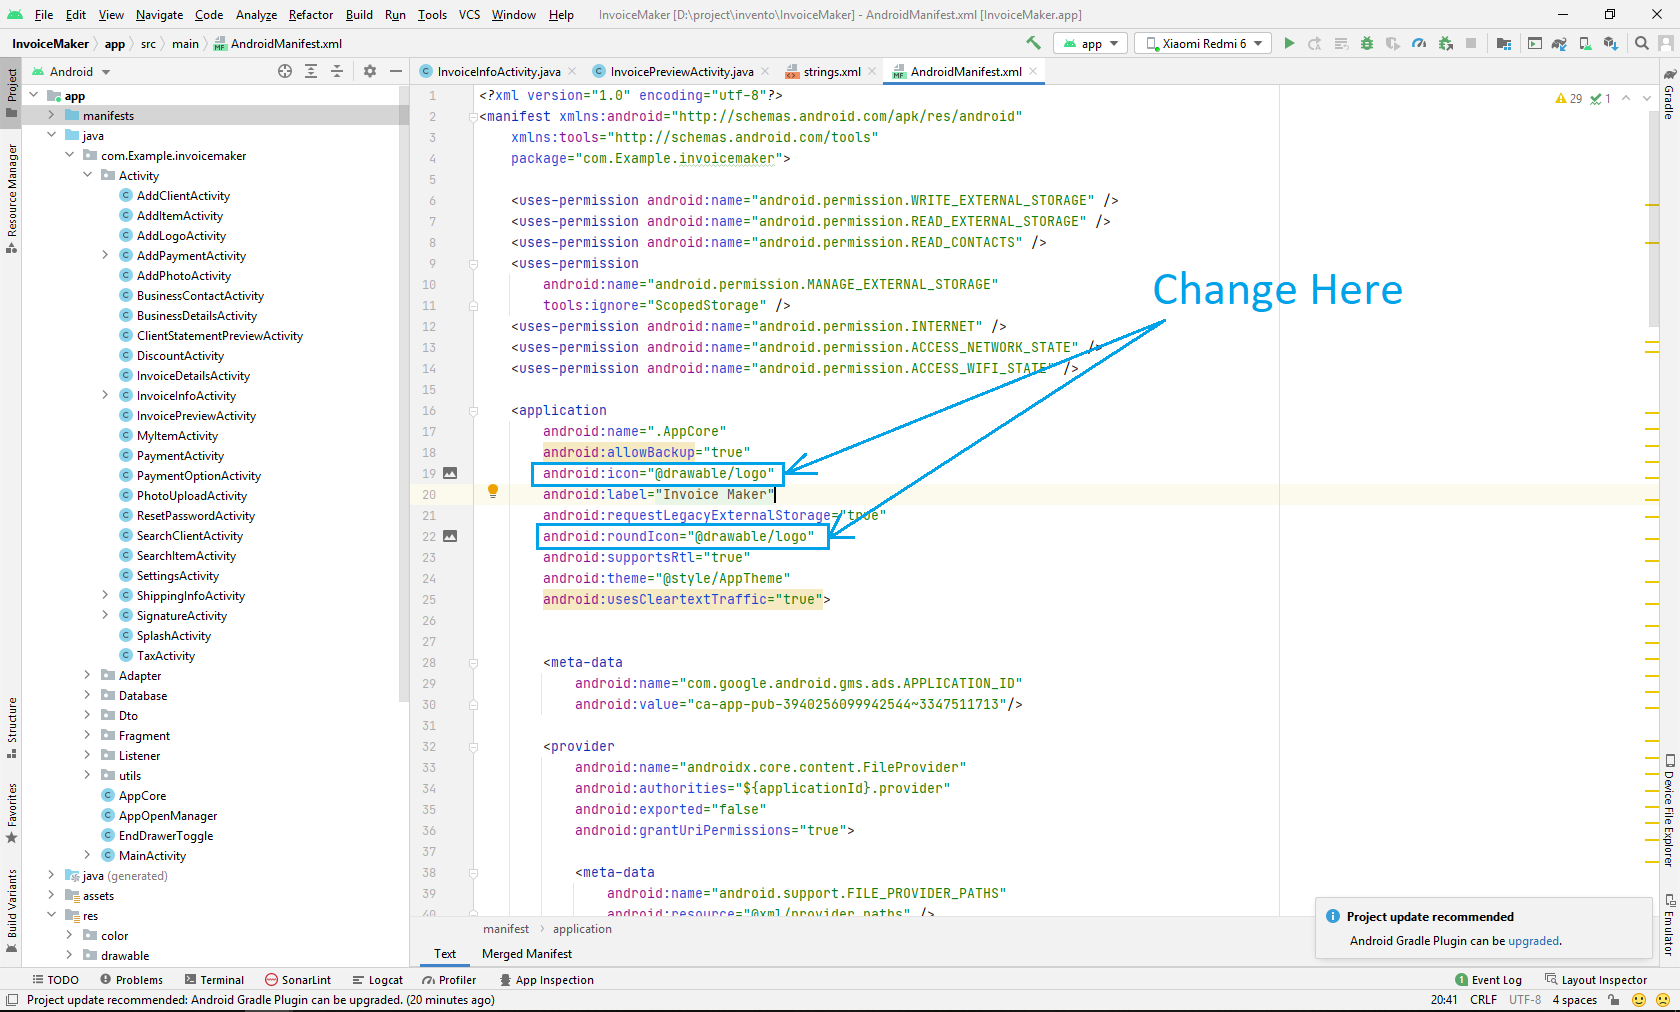 File Edit View Navigate Code Analyze Refactor Build Run Tools VCS Window Help InvoiceMaker [D:\project\invento\InvoiceMaker] - AndroidManifest.xml [InvoiceMaker.app]
InvoiceMaker app src main AndroidManifest.xml app Xiaomi Redmi 6
Android InvoiceInfoActivity.java InvoicePreviewActivity.java strings.xml AndroidManifest.xml
Project
Resource Manager
Structure
Favorites
Build Variants
app
manifests
java
com.Example.invoicemaker
Activity
AddClientActivity
AddItemActivity
AddLogoActivity
AddPaymentActivity
AddPhotoActivity
BusinessContactActivity
BusinessDetailsActivity
ClientStatementPreviewActivity
DiscountActivity
InvoiceDetailsActivity
InvoiceInfoActivity
InvoicePreviewActivity
MyItemActivity
PaymentActivity
PaymentOptionActivity
PhotoUploadActivity
ResetPasswordActivity
SearchClientActivity
SearchItemActivity
SettingsActivity
ShippingInfoActivity
SignatureActivity
SplashActivity
TaxActivity
Adapter
Database
Dto
Fragment
Listener
utils
AppCore
AppOpenManager
EndDrawerToggle
MainActivity
java (generated)
assets
res
color
drawable
29 1
1 <?xml version="1.0" encoding="utf-8"?>
2 <manifest xmlns:android="http://schemas.android.com/apk/res/android"
3 xmlns:tools="http://schemas.android.com/tools"
4 package="com.Example.invoicemaker">
5
6 <uses-permission android:name="android.permission.WRITE_EXTERNAL_STORAGE" />
7 <uses-permission android:name="android.permission.READ_EXTERNAL_STORAGE" />
8 <uses-permission android:name="android.permission.READ_CONTACTS" />
9 <uses-permission
10 android:name="android.permission.MANAGE_EXTERNAL_STORAGE"
11 tools:ignore="ScopedStorage" />
12 <uses-permission android:name="android.permission.INTERNET" />
13 <uses-permission android:name="android.permission.ACCESS_NETWORK_STATE" />
14 <uses-permission android:name="android.permission.ACCESS_WIFI_STATE" />
15
16 <application
17 android:name=".AppCore"
18 android:allowBackup="true"
19 android:icon="@drawable/logo"
20 android:label="Invoice Maker"
21 android:requestLegacyExternalStorage="true"
22 android:roundIcon="@drawable/logo"
23 android:supportsRtl="true"
24 android:theme="@style/AppTheme"
25 android:usesCleartextTraffic="true">
26
27
28 <meta-data
29 android:name="com.google.android.gms.ads.APPLICATION_ID"
30 android:value="ca-app-pub-3940256099942544~3347511713"/>
31
32 <provider
33 android:name="androidx.core.content.FileProvider"
34 android:authorities="${applicationId}.provider"
35 android:exported="false"
36 android:grantUriPermissions="true">
37
38 <meta-data
39 android:name="android.support.FILE_PROVIDER_PATHS"
40 android:resource="@xml/provider_paths" />
Change Here
Gradle
Device File Explorer
Emulator
Project update recommended
Android Gradle Plugin can be upgraded.
manifest application
Text Merged Manifest
TODO Problems Terminal SonarLint Logcat Profiler App Inspection 1 Event Log Layout Inspector
Project update recommended: Android Gradle Plugin can be upgraded. (20 minutes ago) 20:41 CRLF UTF-8 4 spaces